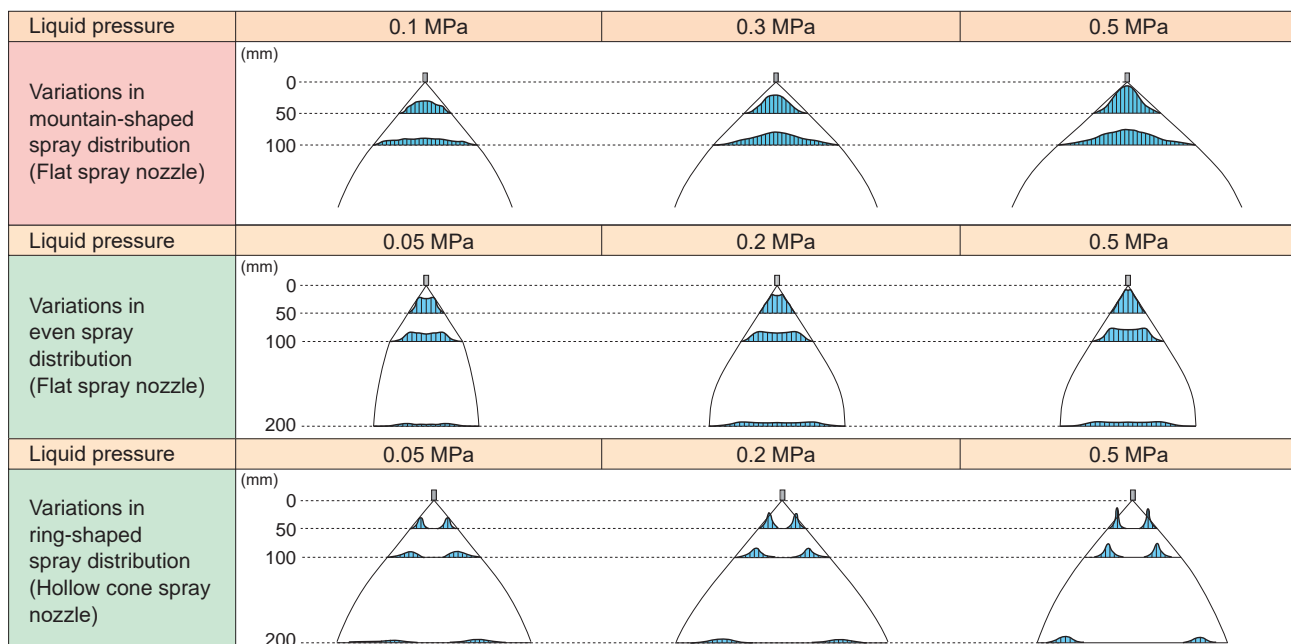 Liquid pressure 0.1 MPa 0.3 MPa 0.5 MPa
(mm)
Variations in
mountain-shaped
spray distribution
(Flat spray nozzle)
0
50
100
Liquid pressure 0.05 MPa 0.2 MPa 0.5 MPa
(mm)
Variations in
even spray
distribution
(Flat spray nozzle)
0
50
100
200
Liquid pressure 0.05 MPa 0.2 MPa 0.5 MPa
(mm)
Variations in
ring-shaped
spray distribution
(Hollow cone spray
nozzle)
0
50
100
200